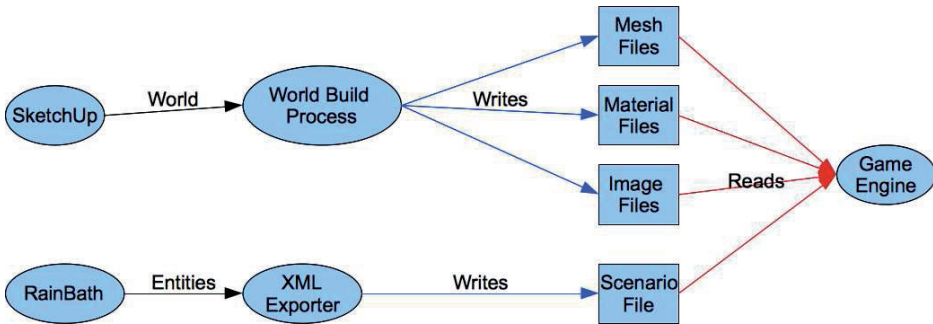 Mesh
Files
World
World Build
Process
Writes
Material
Files
SketchUp
Image
Files
Reads
Game
Engine
RainBath
Entities
XML
Exporter
Writes
Scenario
File